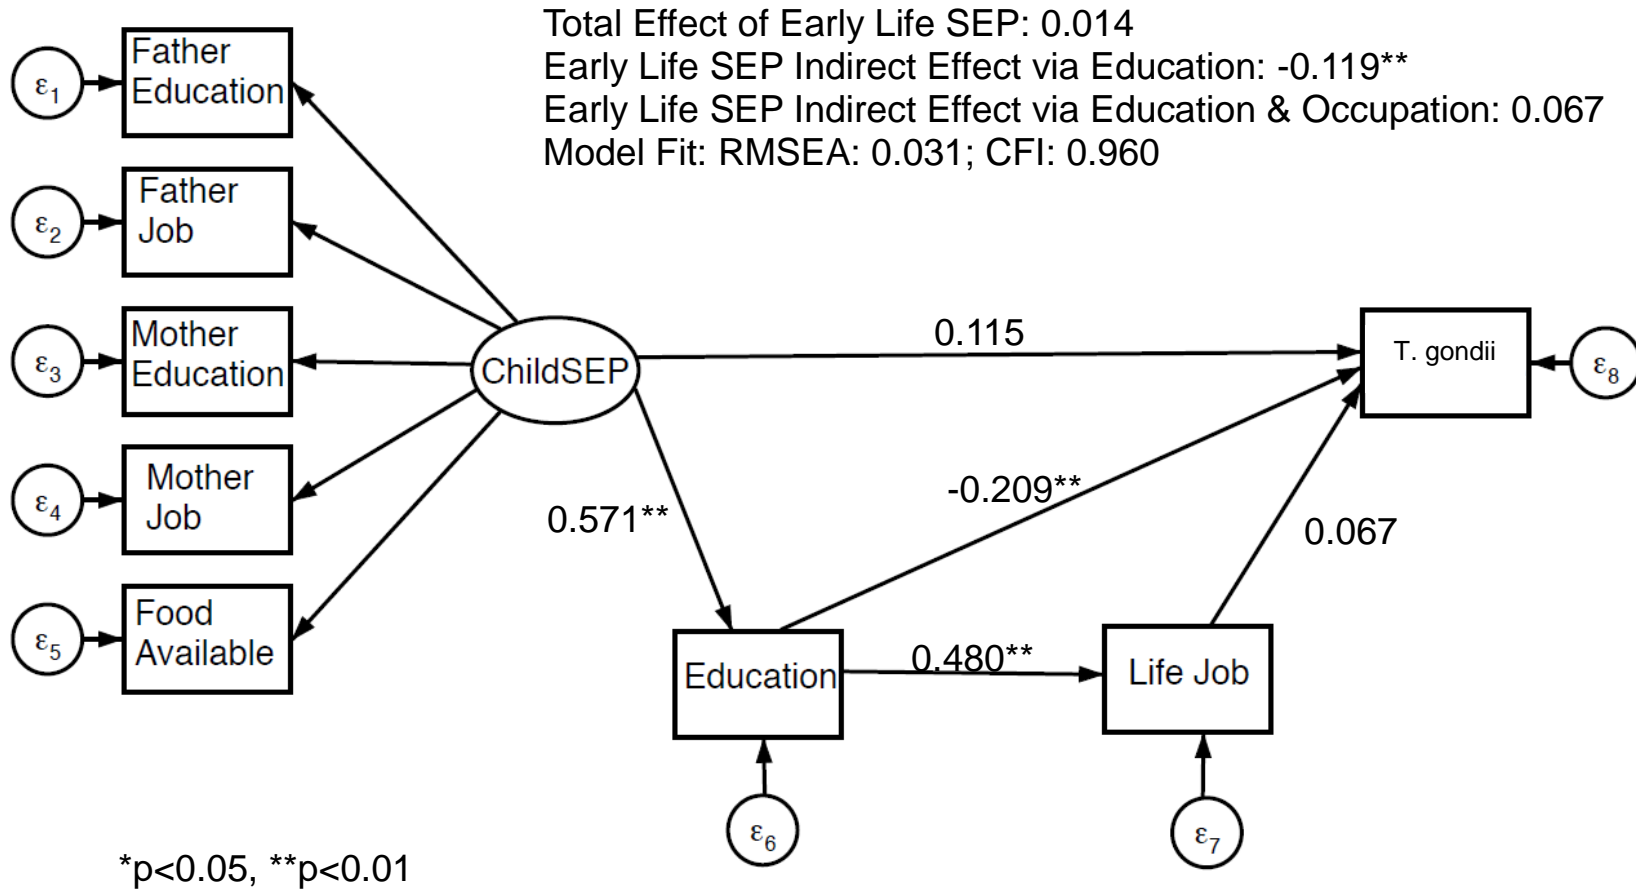 Total Effect of Early Life SEP: 0.014
Early Life SEP Indirect Effect via Education: -0.119**
Early Life SEP Indirect Effect via Education & Occupation: 0.067
Model Fit: RMSEA: 0.031; CFI: 0.960
ε1
Father
Education
ε2
Father
Job
ε3
Mother
Education
ε4
Mother
Job
ε5
Food
Available
ChildSEP
0.115
T. gondii
ε8
-0.209**
0.571**
0.067
Education
0.480**
Life Job
ε6
ε7
*p<0.05, **p<0.01